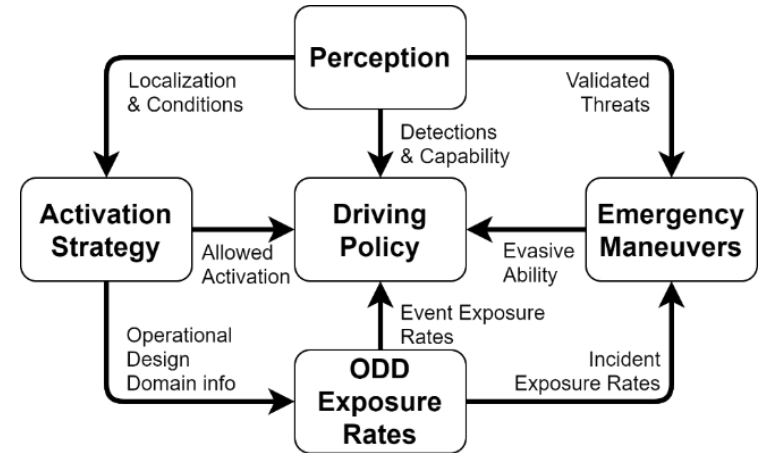 Perception
Localization
& Conditions
Validated
Threats
Detections
& Capability
Activation
Strategy
Driving
Policy
Emergency
Maneuvers
Allowed
Activation
Evasive
Ability
Operational
Design
Domain info
Event Exposure
Rates
ODD
Exposure
Rates
Incident
Exposure Rates